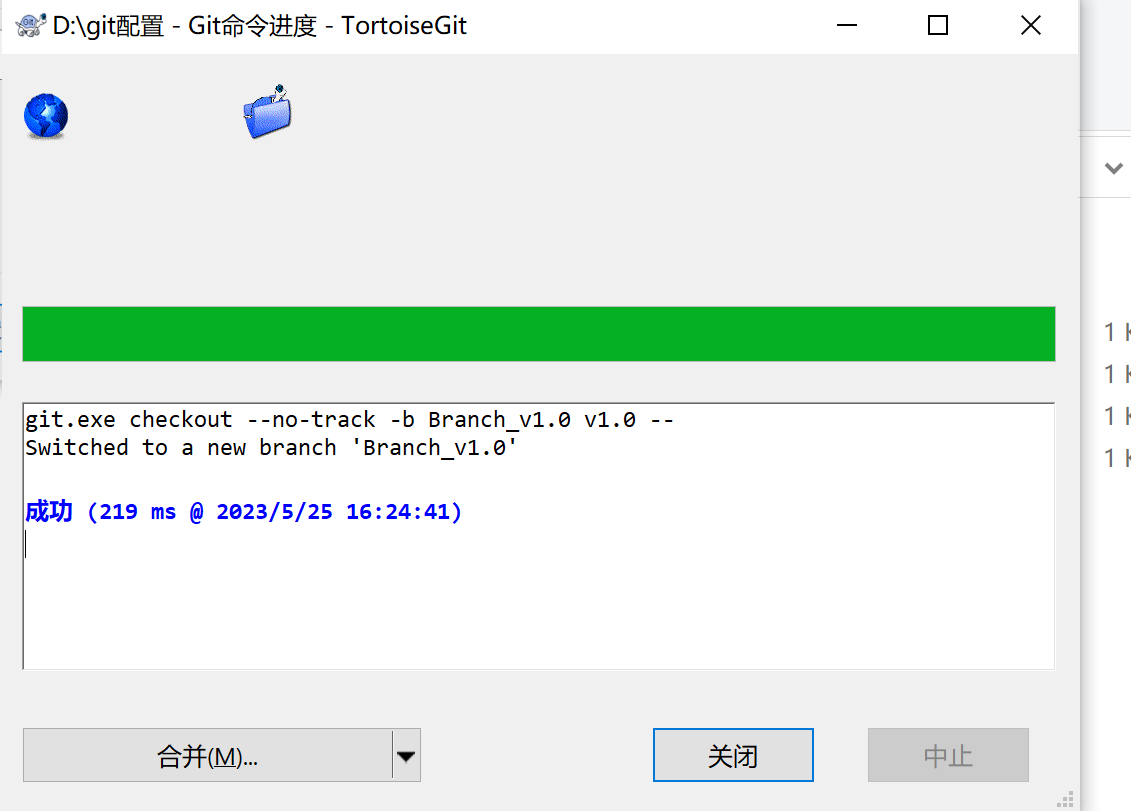 D:\git配置 - Git命令进度 - TortoiseGit
git.exe checkout --no-track -b Branch_v1.0 v1.0 --
Switched to a new branch 'Branch_v1.0'
成功 (219 ms @ 2023/5/25 16:24:41)
合并(M)...
关闭
中止
1
1
1
1